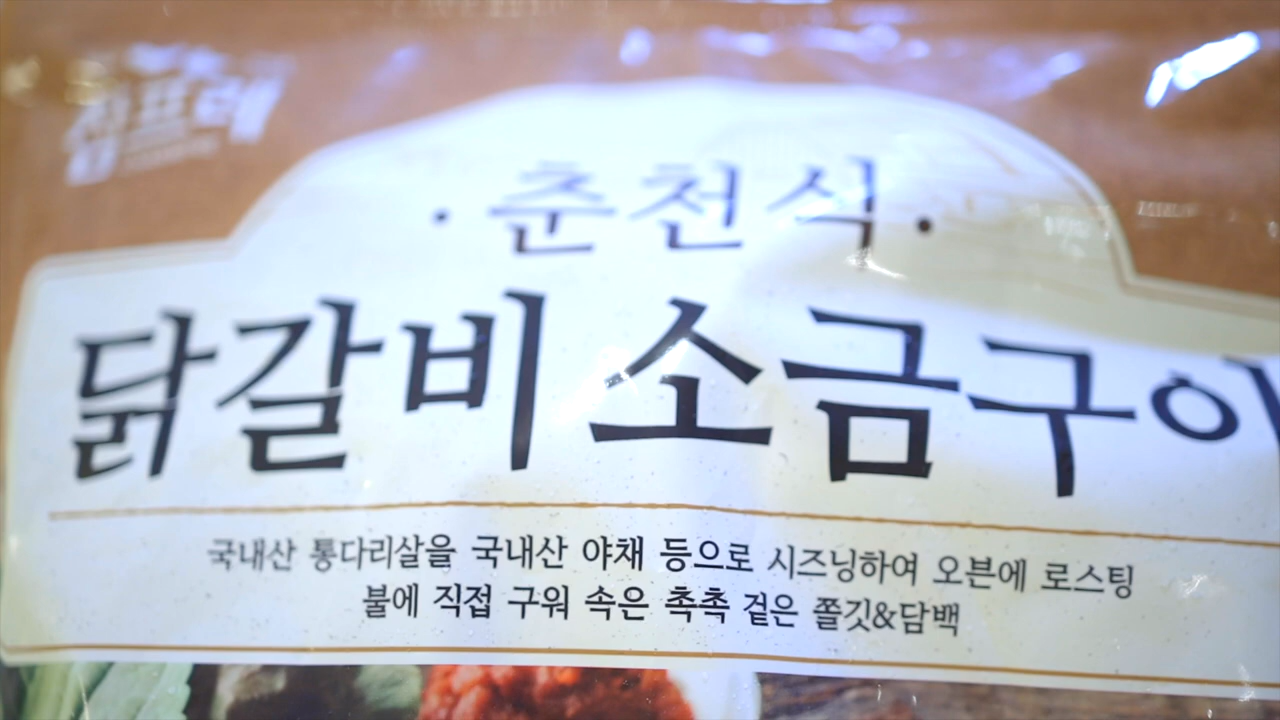 · 춘천식 ·
닭갈비 소금구이
국내산 통다리살을 국내산 야채 등으로 시즈닝하여 오븐에 로스팅
불에 직접 구워 속은 촉촉 겉은 쫄깃&담백